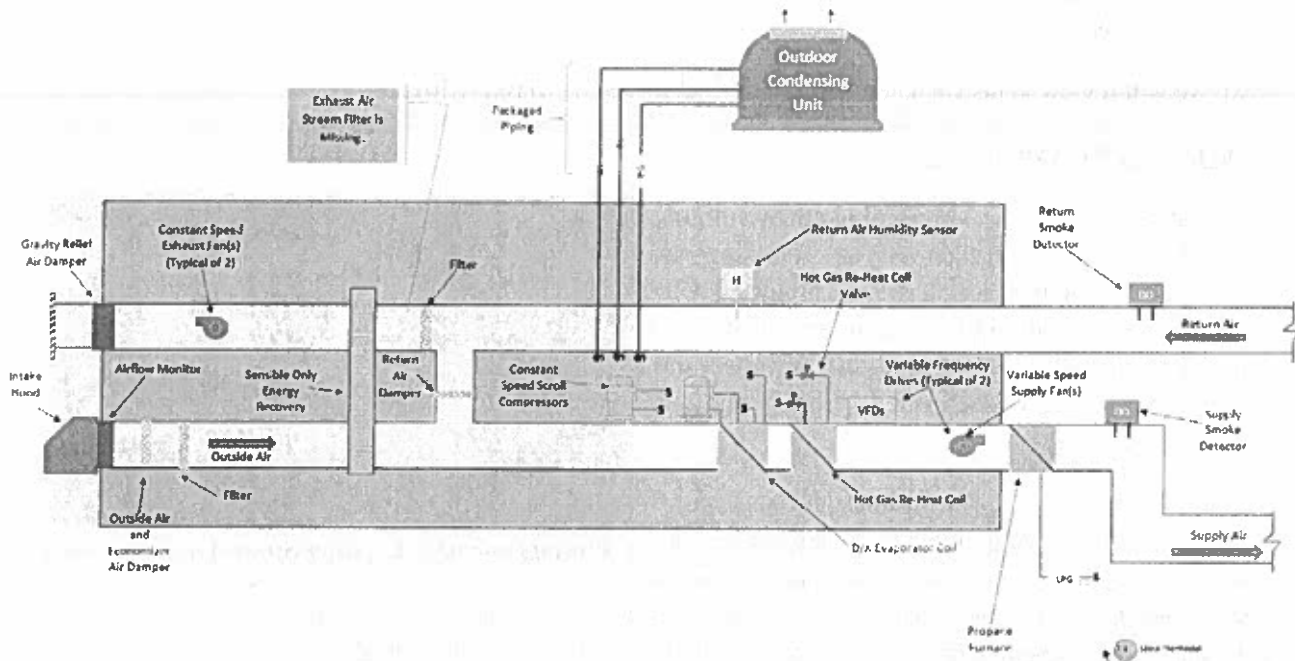 Outdoor
Condensing
Unit
Exhaust Air
Stream Filter is
Missing.
Packaged
Piping
Gravity Relief
Air Damper
Constant Speed
Exhaust Fan(s)
(Typical of 2)
Filter
Return Air Humidity Sensor
H
Hot Gas Re-Heat Coil
Valve
Return
Smoke
Detector
Return Air
Intake
Hood
Airflow Monitor
Sensible Only
Energy
Recovery
Return
Air
Damper
Constant
Speed Scroll
Compressors
S
S
S
S
S
S
VFDs
Variable Frequency
Drives (Typical of 2)
Variable Speed
Supply Fan(s)
Supply
Smoke
Detector
Outside Air
Filter
Outside Air
and
Economizer
Air Damper
Hot Gas Re-Heat Coil
D/X Evaporator Coil
Supply Air
LPG
Propane
Furnace